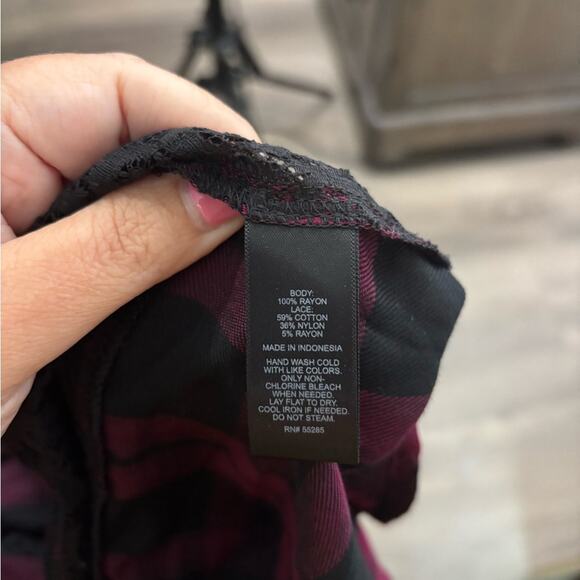 BODY:
100% RAYON
LACE:
59% COTTON
36% NYLON
5% RAYON
MADE IN INDONESIA
HAND WASH COLD
WITH LIKE COLORS.
ONLY NON-
CHLORINE BLEACH
WHEN NEEDED.
LAY FLAT TO DRY.
COOL IRON IF NEEDED.
DO NOT STEAM.
RN# 55285